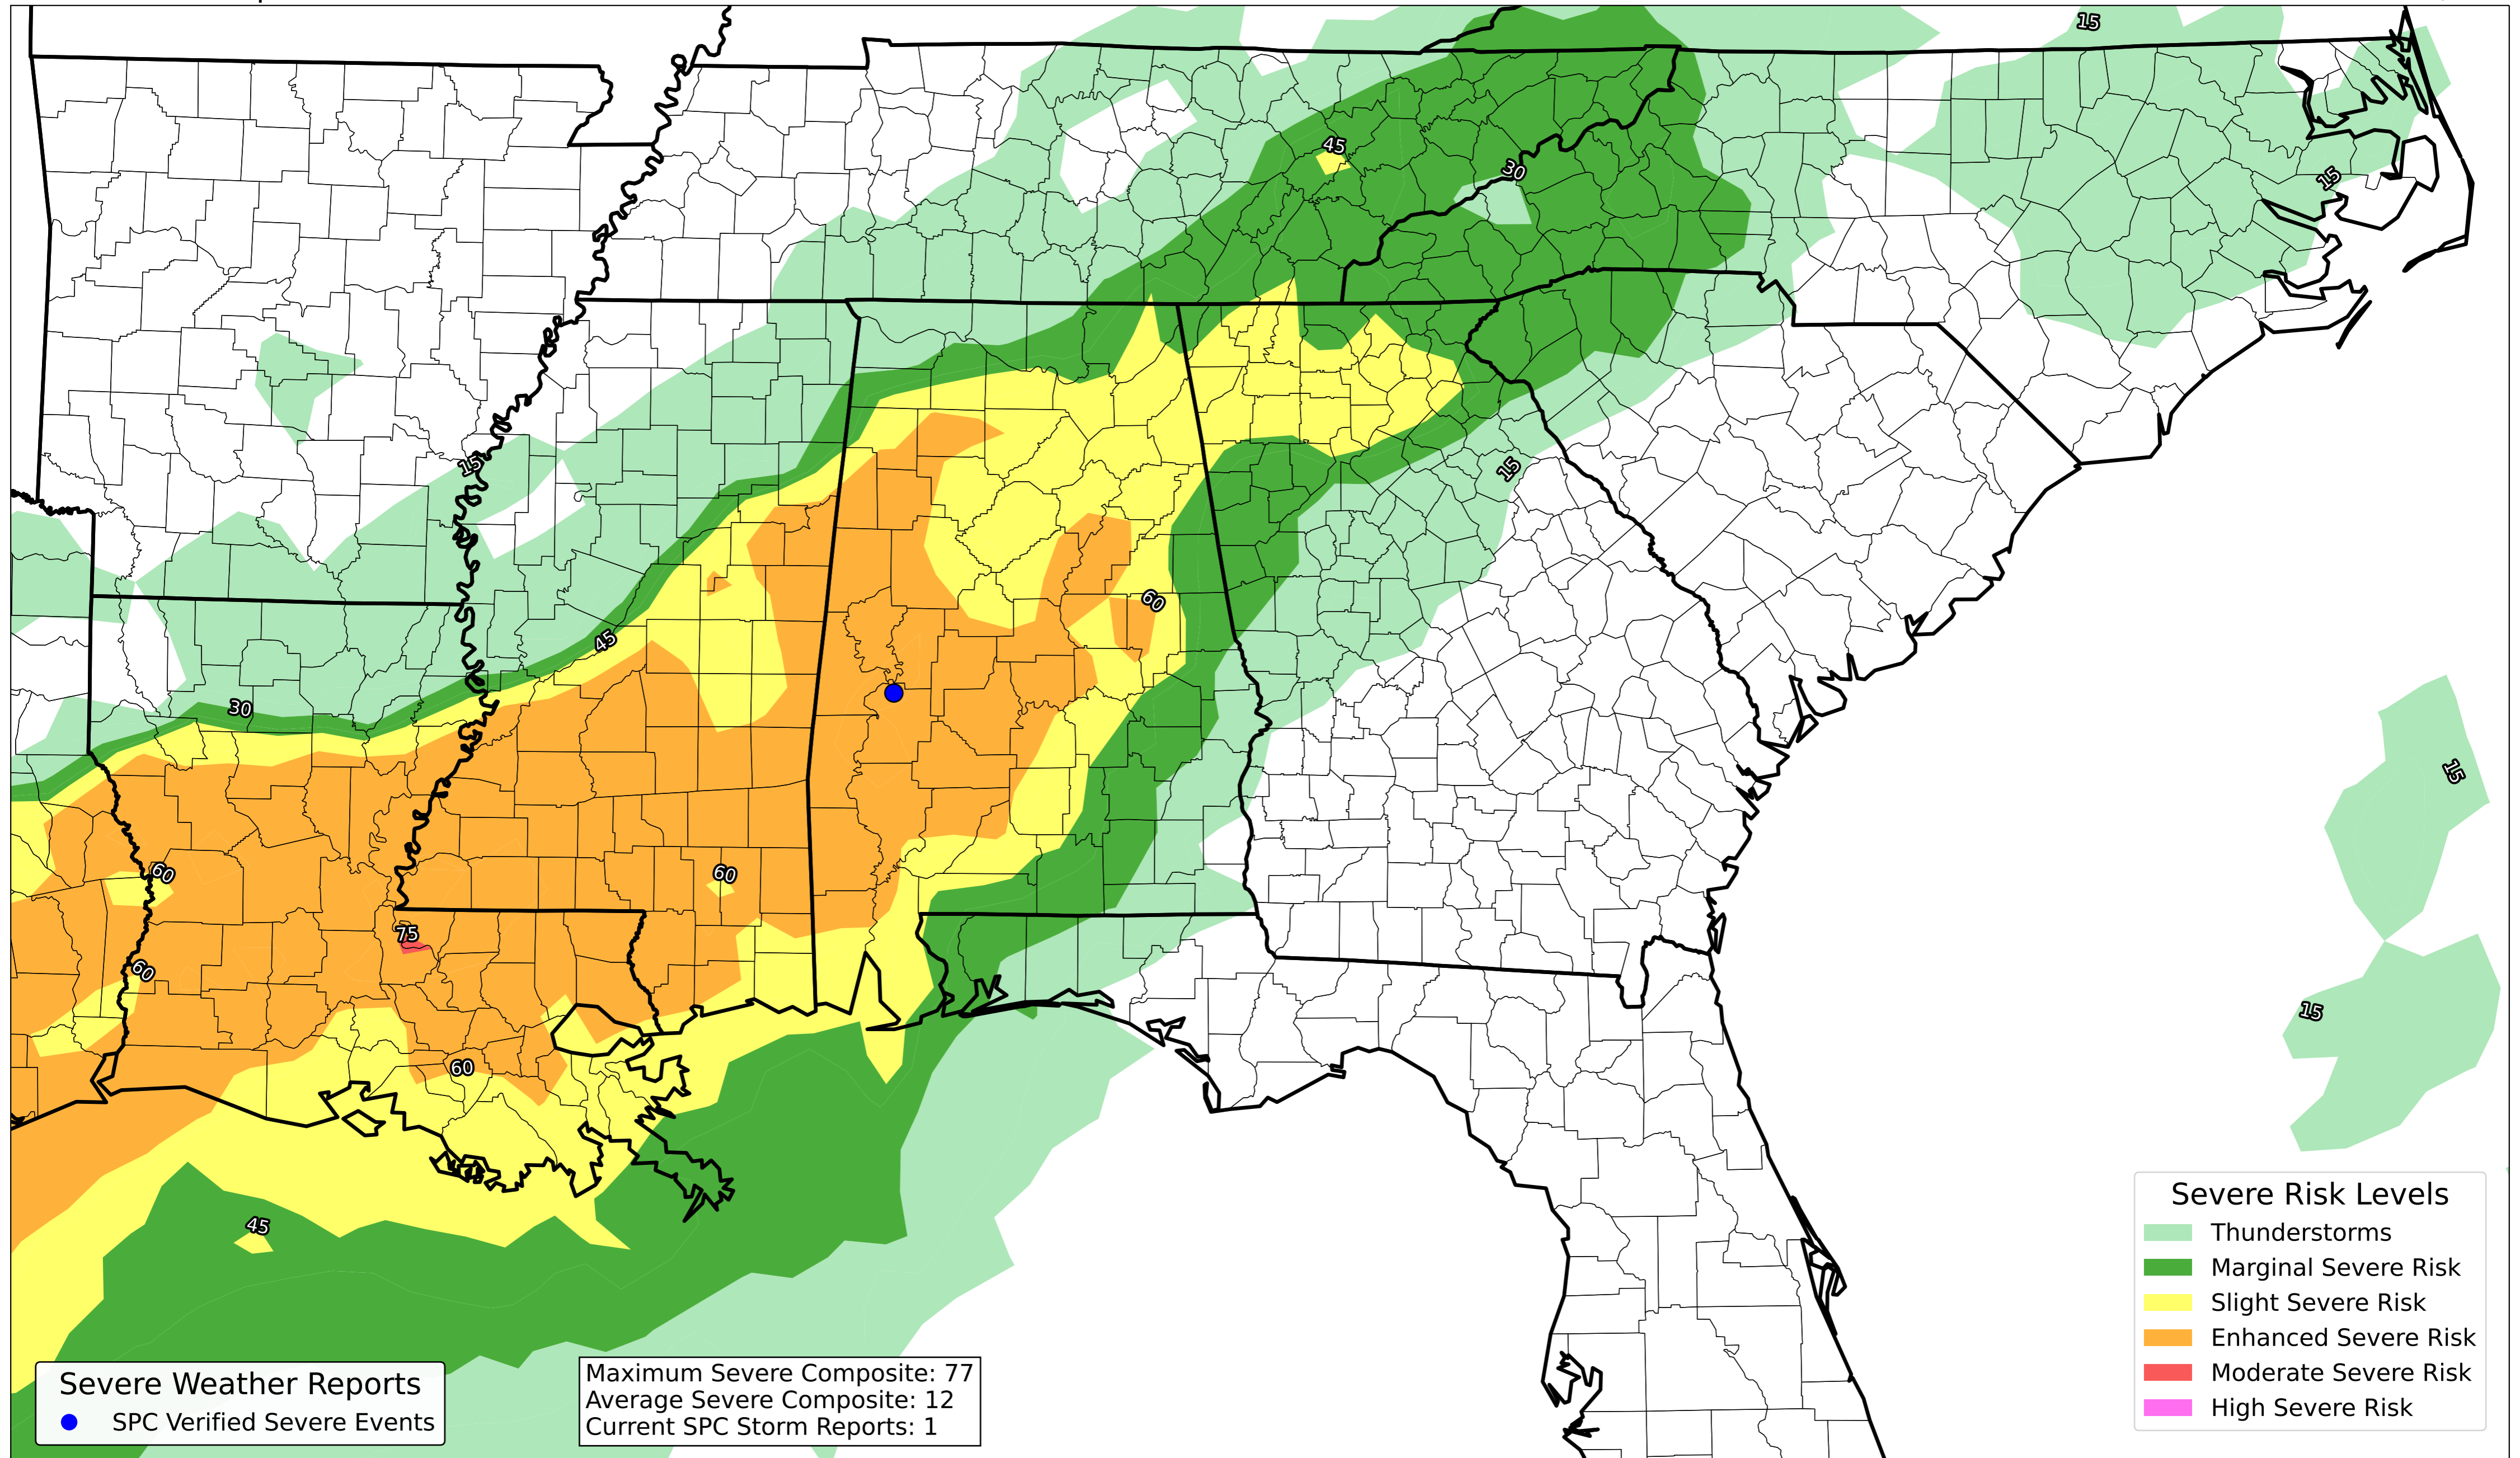 15
15
45
30
15
15
60
45
30
15
60
60
75
60
15
60
45
Severe Risk Levels
Thunderstorms
Marginal Severe Risk
Slight Severe Risk
Enhanced Severe Risk
Moderate Severe Risk
High Severe Risk
Severe Weather Reports
SPC Verified Severe Events
Maximum Severe Composite: 77
Average Severe Composite: 12
Current SPC Storm Reports: 1